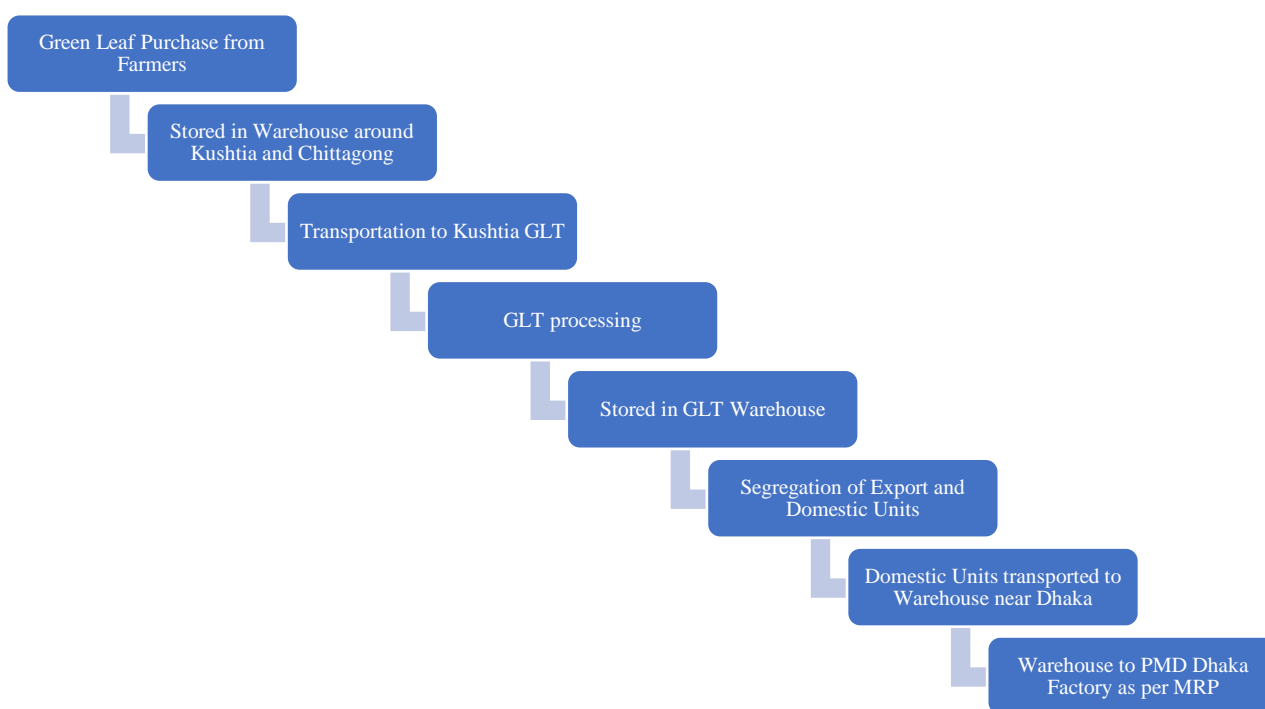 Green Leaf Purchase from
Farmers
Stored in Warehouse around
Kushtia and Chittagong
Transportation to Kushtia GLT
GLT processing
Stored in GLT Warehouse
Segregation of Export and
Domestic Units
Domestic Units transported to
Warehouse near Dhaka
Warehouse to PMD Dhaka
Factory as per MRP